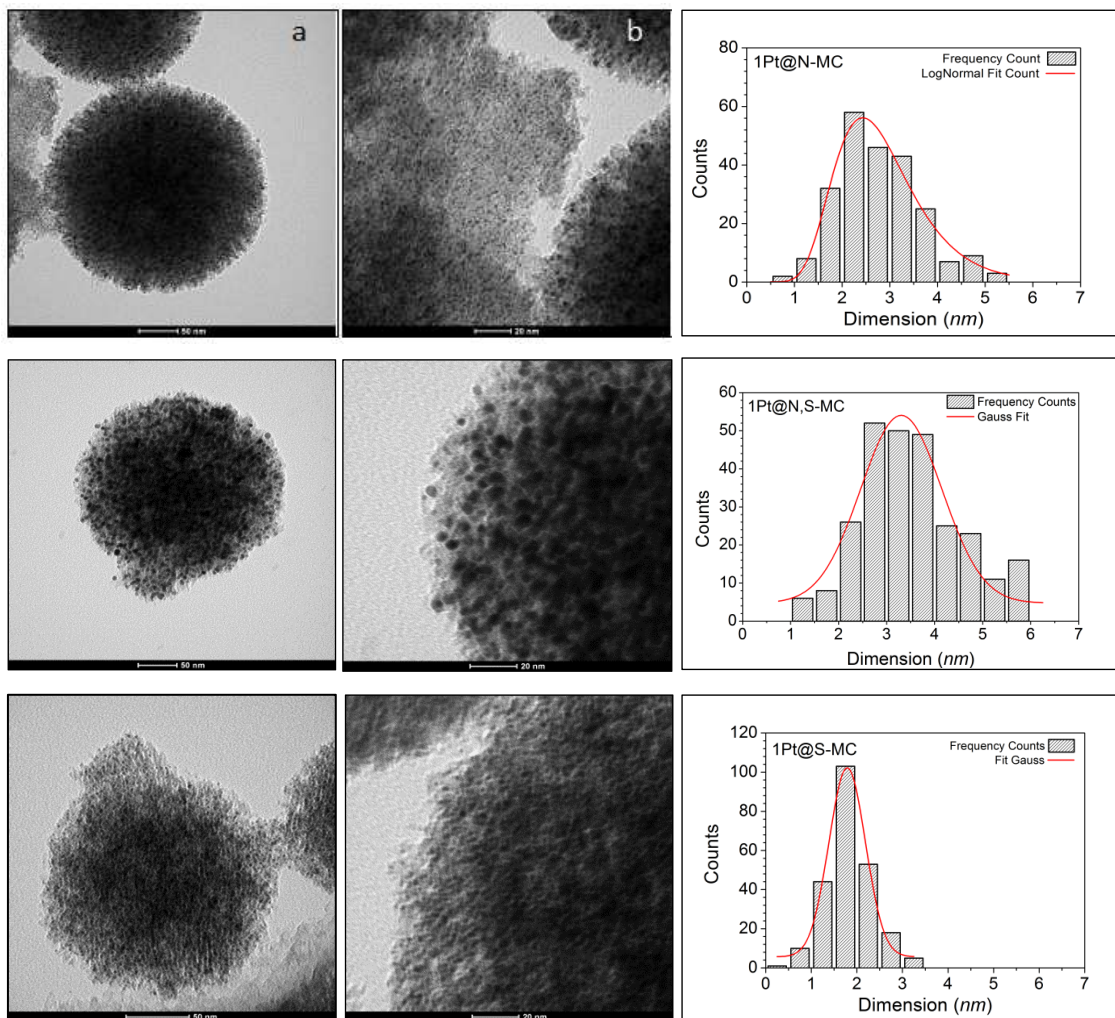 a
b
50 nm
20 nm
1Pt@N-MC
Frequency Count
LogNormal Fit Count
80
60
40
20
0
Counts
0 1 2 3 4 5 6 7
Dimension (nm)
50 nm
20 nm
1Pt@N,S-MC
Frequency Counts
Gauss Fit
60
50
40
30
20
10
0
Counts
0 1 2 3 4 5 6 7
Dimension (nm)
50 nm
20 nm
1Pt@S-MC
Frequency Counts
Fit Gauss
120
100
80
60
40
20
0
Counts
0 1 2 3 4 5 6 7
Dimension (nm)